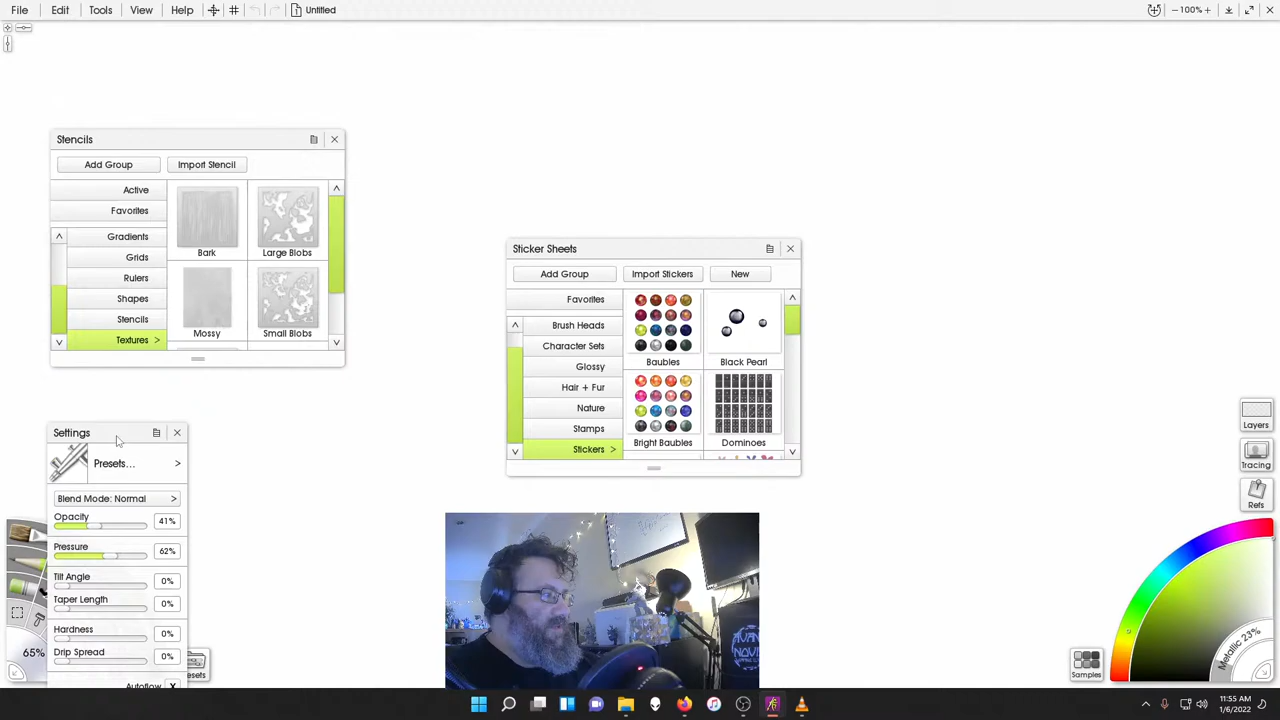 File Edit Tools View Help Untitled −100%+
Stencils
Add Group Import Stencil
Active
Favorites
Gradients
Grids
Rulers
Shapes
Stencils
Textures >
Bark
Large Blobs
Mossy
Small Blobs
Sticker Sheets
Add Group Import Stickers New
Favorites
Brush Heads
Character Sets
Glossy
Hair + Fur
Nature
Stamps
Stickers >
Baubles
Black Pearl
Bright Baubles
Dominoes
Settings
Presets... >
Blend Mode: Normal >
Opacity 41%
Pressure 62%
Tilt Angle 0%
Taper Length 0%
Hardness 0%
Drip Spread 0%
Autoflow X
65%
esets
Layers
Tracing
Refs
Samples
Metallic 23%
11:55 AM
1/6/2022